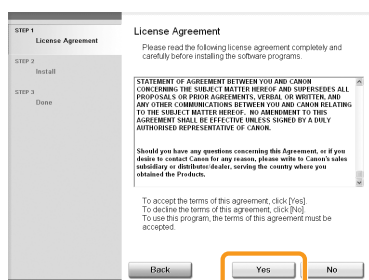 STEP 1
License Agreement
STEP 2
Install
STEP 3
Done
License Agreement
Please read the following license agreement completely and
carefully before installing the software programs.
STATEMENT OF AGREEMENT BETWEEN YOU AND CANON
CONCERNING THE SUBJECT MATTER HEREOF AND SUPERSEDES ALL
PROPOSALS OR PRIOR AGREEMENTS, VERBAL OR WRITTEN, AND
ANY OTHER COMMUNICATIONS BETWEEN YOU AND CANON RELATING
TO THE SUBJECT MATTER HEREOF. NO AMENDMENT TO THIS
AGREEMENT SHALL BE EFFECTIVE UNLESS SIGNED BY A DULY
AUTHORISED REPRESENTATIVE OF CANON.
Should you have any questions concerning this Agreement, or if you
desire to contact Canon for any reason, please write to Canon's sales
subsidiary or distributor/dealer, serving the country where you
obtained the Products.
To accept the terms of this agreement, click [Yes].
To decline the terms of this agreement, click [No].
To use this program, the terms of this agreement must be
accepted.
Back
Yes
No